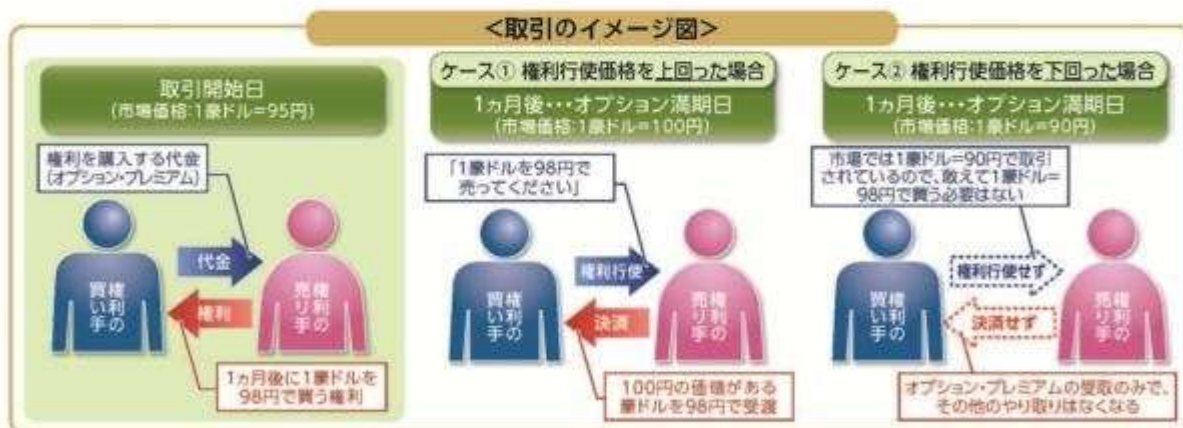 <取引のイメージ図>
取引開始日
(市場価格:1豪ドル=95円)
権利を購入する代金
(オプション・プレミアム)
代金
権利
権利の
買い手
権利の
売り手
1ヵ月後に1豪ドルを
98円で買う権利
ケース① 権利行使価格を上回った場合
1ヵ月後・・・オプション満期日
(市場価格:1豪ドル=100円)
「1豪ドルを98円で
売ってください」
権利行使
決済
権利の
買い手
権利の
売り手
100円の価値がある
豪ドルを98円で受渡
ケース② 権利行使価格を下回った場合
1ヵ月後・・・オプション満期日
(市場価格:1豪ドル=90円)
市場では1豪ドル=90円で取引
されているので、敢えて1豪ドル=
98円で買う必要はない
権利行使せず
決済せず
権利の
買い手
権利の
売り手
オプション・プレミアムの受取のみで、
その他のやり取りはなくなる